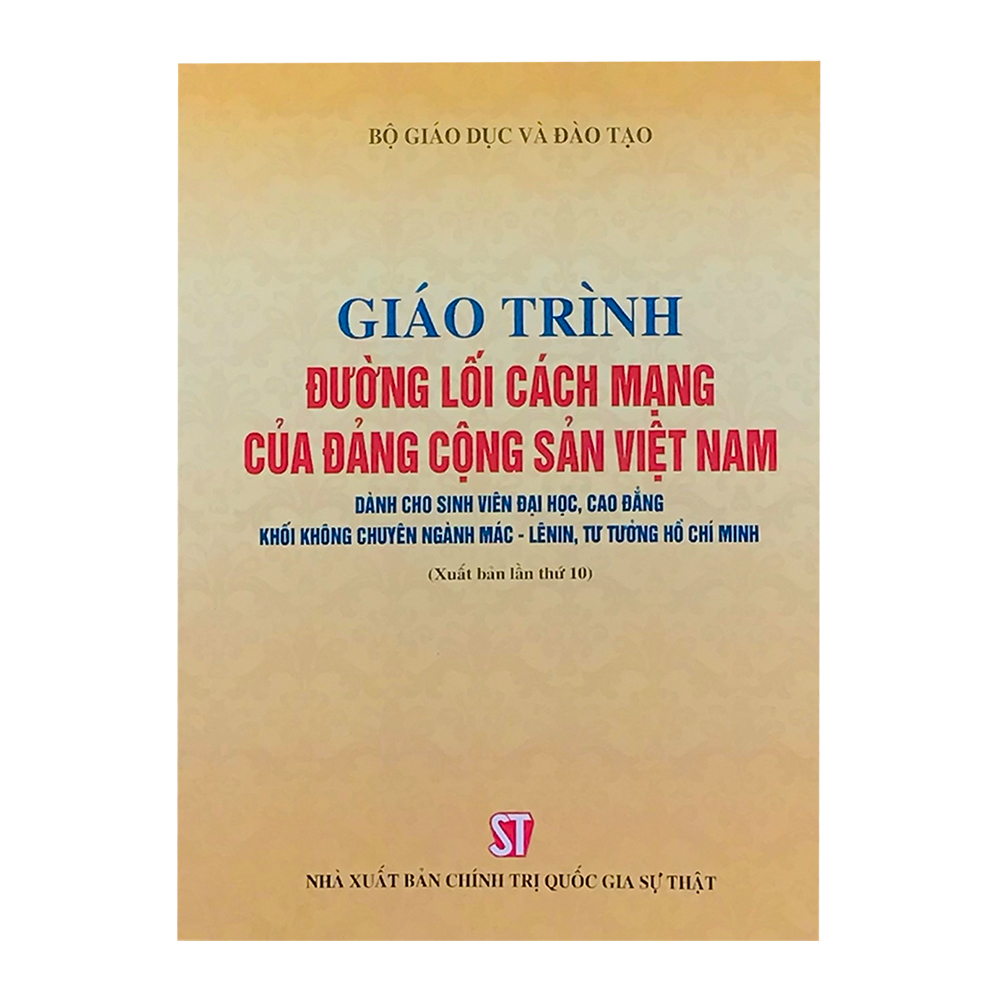 BỘ GIÁO DỤC VÀ ĐÀO TẠO
GIÁO TRÌNH
ĐƯỜNG LỐI CÁCH MẠNG
CỦA ĐẢNG CỘNG SẢN VIỆT NAM
DÀNH CHO SINH VIÊN ĐẠI HỌC, CAO ĐẲNG
KHỐI KHÔNG CHUYÊN NGÀNH MÁC - LÊNIN, TƯ TƯỞNG HỒ CHÍ MINH
(Xuất bản lần thứ 10)
ST
NHÀ XUẤT BẢN CHÍNH TRỊ QUỐC GIA SỰ THẬT